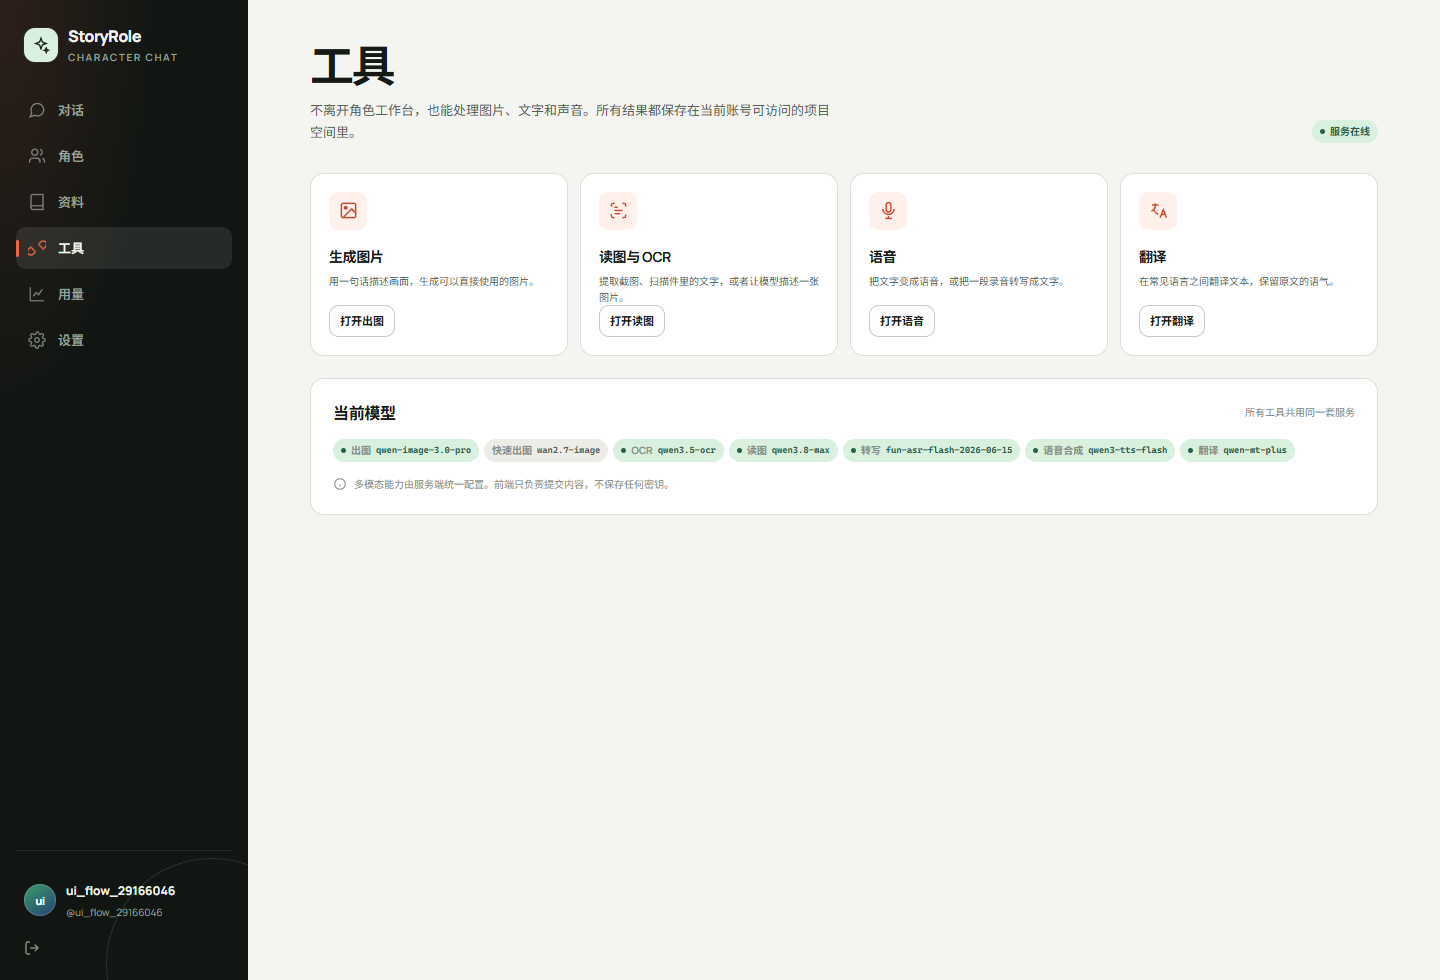 StoryRole
CHARACTER CHAT
对话
角色
资料
工具
用量
设置
ui
ui_flow_29166046
@ui_flow_29166046
工具
不离开角色工作台，也能处理图片、文字和声音。所有结果都保存在当前账号可访问的项目
空间里。
服务在线
生成图片
用一句话描述画面，生成可以直接使用的图片。
打开出图
读图与 OCR
提取截图、扫描件里的文字，或者让模型描述一张
图片。
打开读图
语音
把文字变成语音，或把一段录音转写成文字。
打开语音
翻译
在常见语言之间翻译文本，保留原文的语气。
打开翻译
当前模型
所有工具共用同一套服务
出图 qwen-image-3.0-pro
快速出图 wan2.7-image
OCR qwen3.5-ocr
读图 qwen3.8-max
转写 fun-asr-flash-2026-06-15
语音合成 qwen3-tts-flash
翻译 qwen-mt-plus
多模态能力由服务端统一配置。前端只负责提交内容，不保存任何密钥。